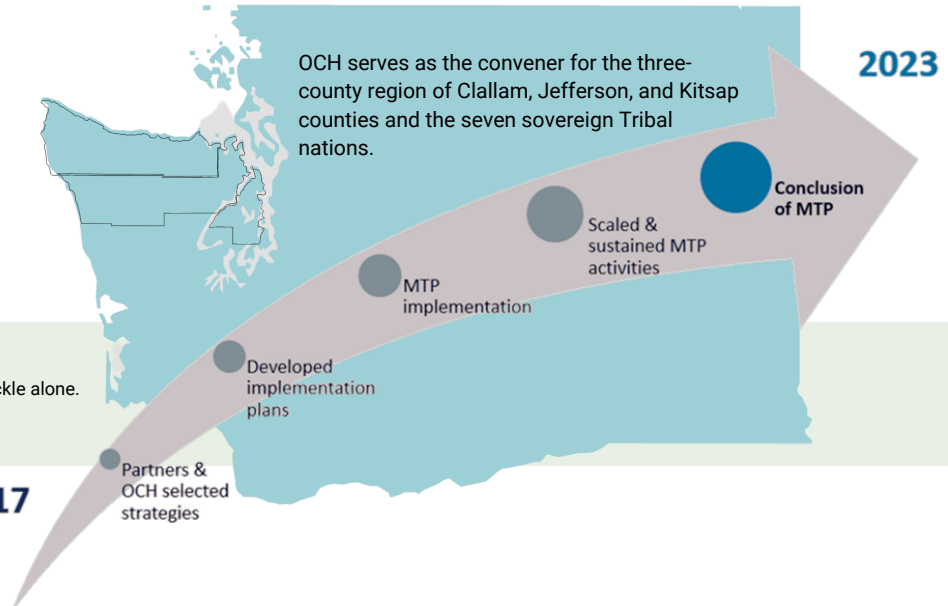 OCH serves as the convener for the three-
county region of Clallam, Jefferson, and Kitsap
counties and the seven sovereign Tribal
nations.
2023
Conclusion
of MTP
Scaled &
sustained MTP
activities
MTP
implementation
Developed
implementation
plans
ckle alone.
Partners &
OCH selected
strategies
17